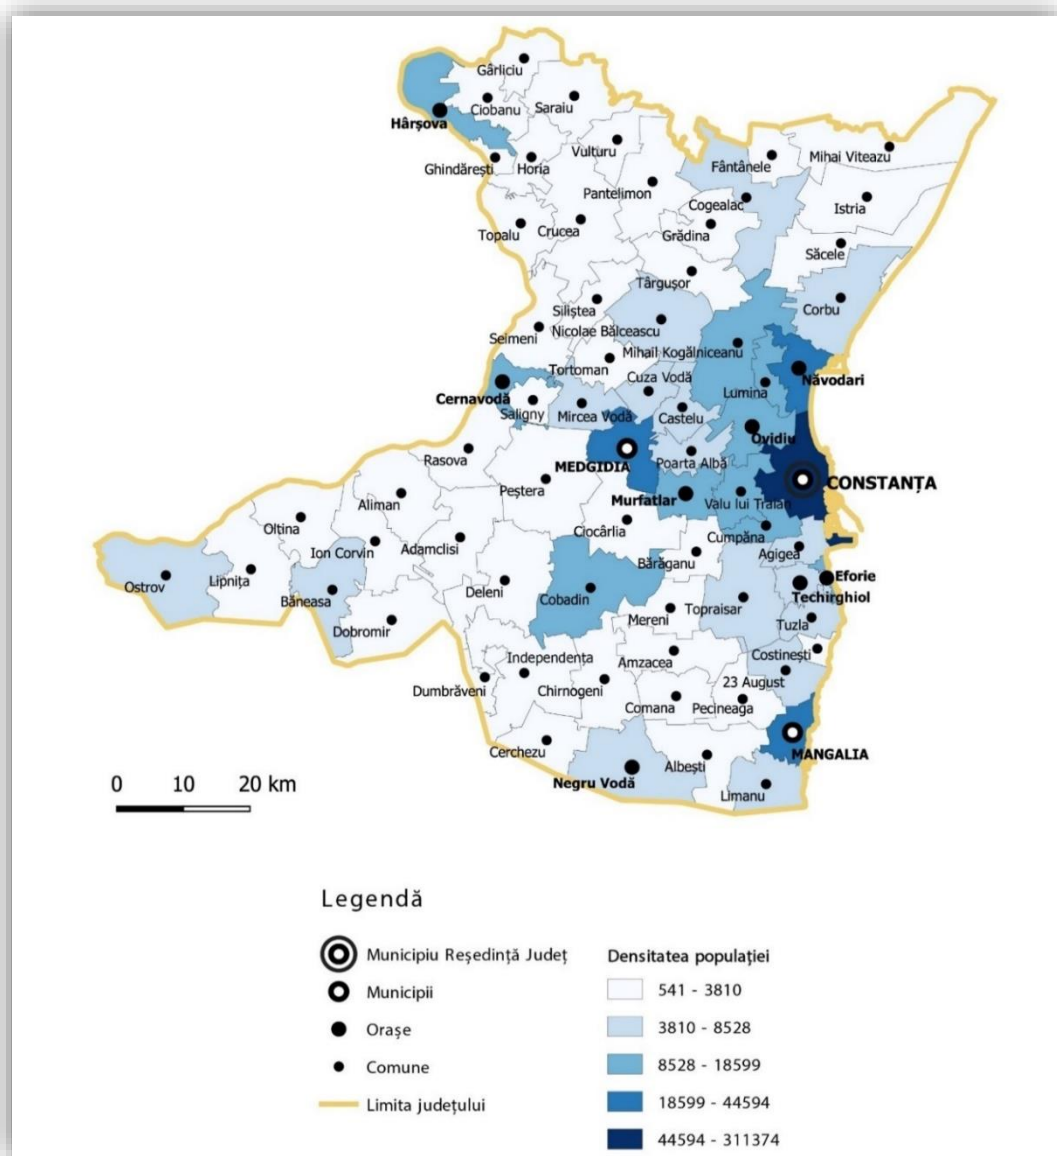 Gârliciu
Ciobanu
Saraiu
Hârșova
Vulturu
Ghindărești
Horia
Fântânele
Mihai Viteazu
Pantelimon
Cogealac
Istria
Topalu
Crucea
Grădina
Săcele
Târgușor
Corbu
Siliștea
Nicolae Bălcescu
Seimeni
Mihail Kogălniceanu
Tortoman
Cuza Vodă
Năvodari
Lumina
Cernavodă
Saligny
Mircea Vodă
Castelu
Ovidiu
MEDGIDIA
Poarta Albă
Rasova
CONSTANȚA
Peștera
Murfatlar
Valu lui Traian
Aliman
Oltina
Ciocârlia
Cumpăna
Ion Corvin
Adamclisi
Bărăganu
Agigea
Ostrov
Lipnița
Băneasa
Deleni
Cobadin
Eforie
Techirghiol
Topraisar
Dobromir
Mereni
Tuzla
Independența
Amzacea
Costinești
Dumbrăveni
Chirnogeni
23 August
Comana
Pecineaga
Cerchezu
MANGALIA
Negru Vodă
Albești
Limanu
0 10 20 km
Legendă
Municipiu Reședință Județ
Municipii
Orașe
Comune
Limita județului
Densitatea populației
541 - 3810
3810 - 8528
8528 - 18599
18599 - 44594
44594 - 311374